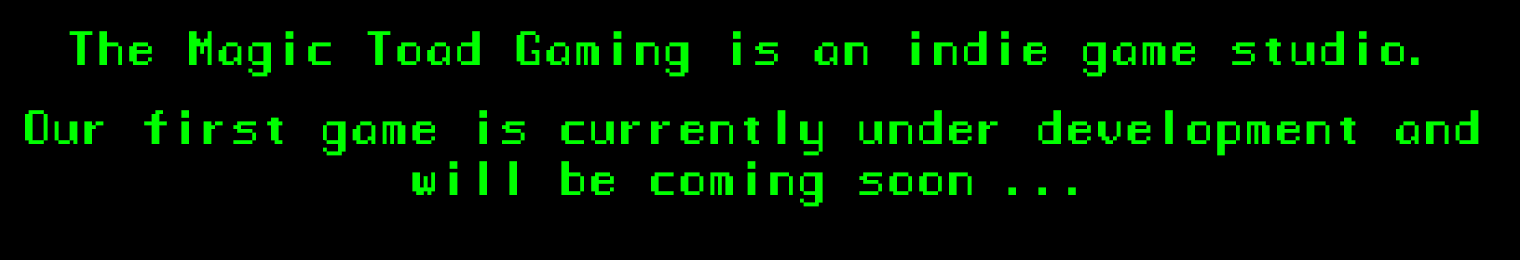 The Magic Toad Gaming is an indie game studio.
Our first game is currently under development and
will be coming soon ...